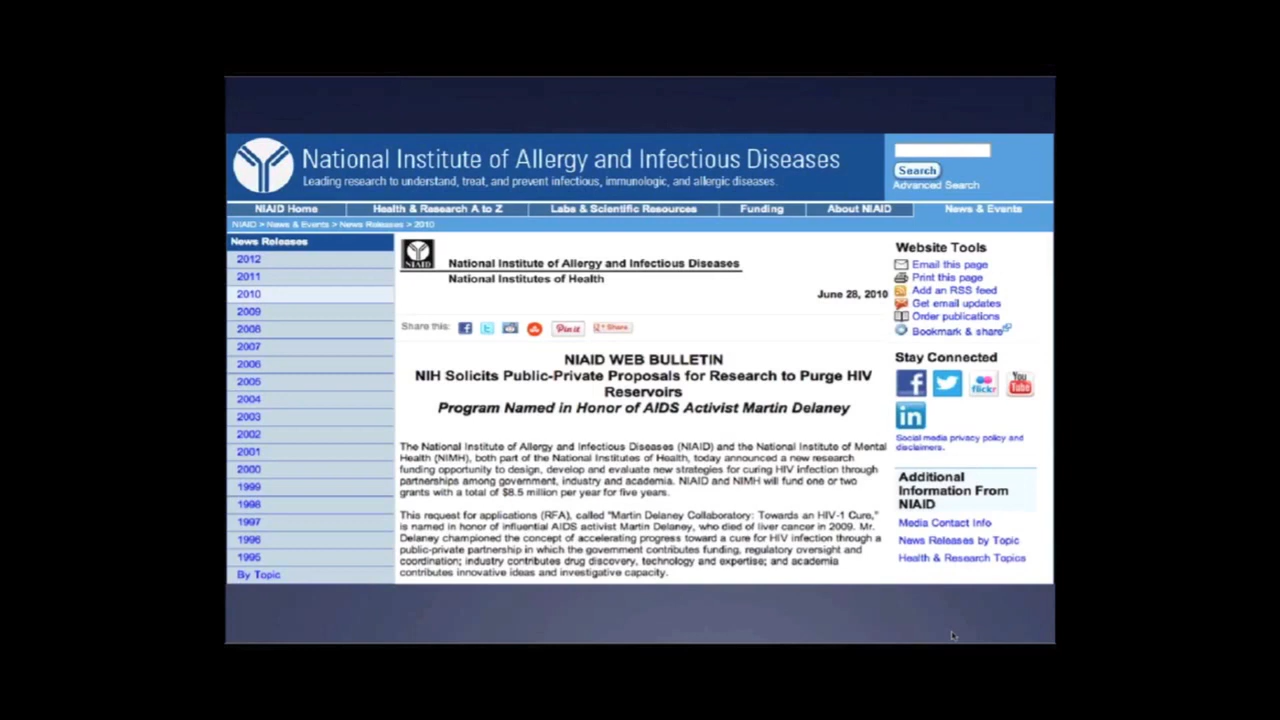 National Institute of Allergy and Infectious Diseases
Leading research to understand, treat, and prevent infectious, immunologic, and allergic diseases.
Search
Advanced Search
NIAID Home
Health & Research A to Z
Labs & Scientific Resources
Funding
About NIAID
News & Events
NIAID > News & Events > News Releases > 2010
News Releases
2012
2011
2010
2009
2008
2007
2006
2005
2004
2003
2002
2001
2000
1999
1998
1997
1996
1995
By Topic
NIAID
National Institute of Allergy and Infectious Diseases
National Institutes of Health
June 28, 2010
Share this:
Pin it
Share
NIAID WEB BULLETIN
NIH Solicits Public-Private Proposals for Research to Purge HIV
Reservoirs
Program Named in Honor of AIDS Activist Martin Delaney
The National Institute of Allergy and Infectious Diseases (NIAID) and the National Institute of Mental
Health (NIMH), both part of the National Institutes of Health, today announced a new research
funding opportunity to design, develop and evaluate new strategies for curing HIV infection through
partnerships among government, industry and academia. NIAID and NIMH will fund one or two
grants with a total of $8.5 million per year for five years.
This request for applications (RFA), called "Martin Delaney Collaboratory: Towards an HIV-1 Cure,"
is named in honor of influential AIDS activist Martin Delaney, who died of liver cancer in 2009. Mr.
Delaney championed the concept of accelerating progress toward a cure for HIV infection through a
public-private partnership in which the government contributes funding, regulatory oversight and
coordination; industry contributes drug discovery, technology and expertise; and academia
contributes innovative ideas and investigative capacity.
Website Tools
Email this page
Print this page
Add an RSS feed
Get email updates
Order publications
Bookmark & share
Stay Connected
flickr
You
Tube
in
Social media privacy policy and
disclaimers.
Additional
Information From
NIAID
Media Contact Info
News Releases by Topic
Health & Research Topics